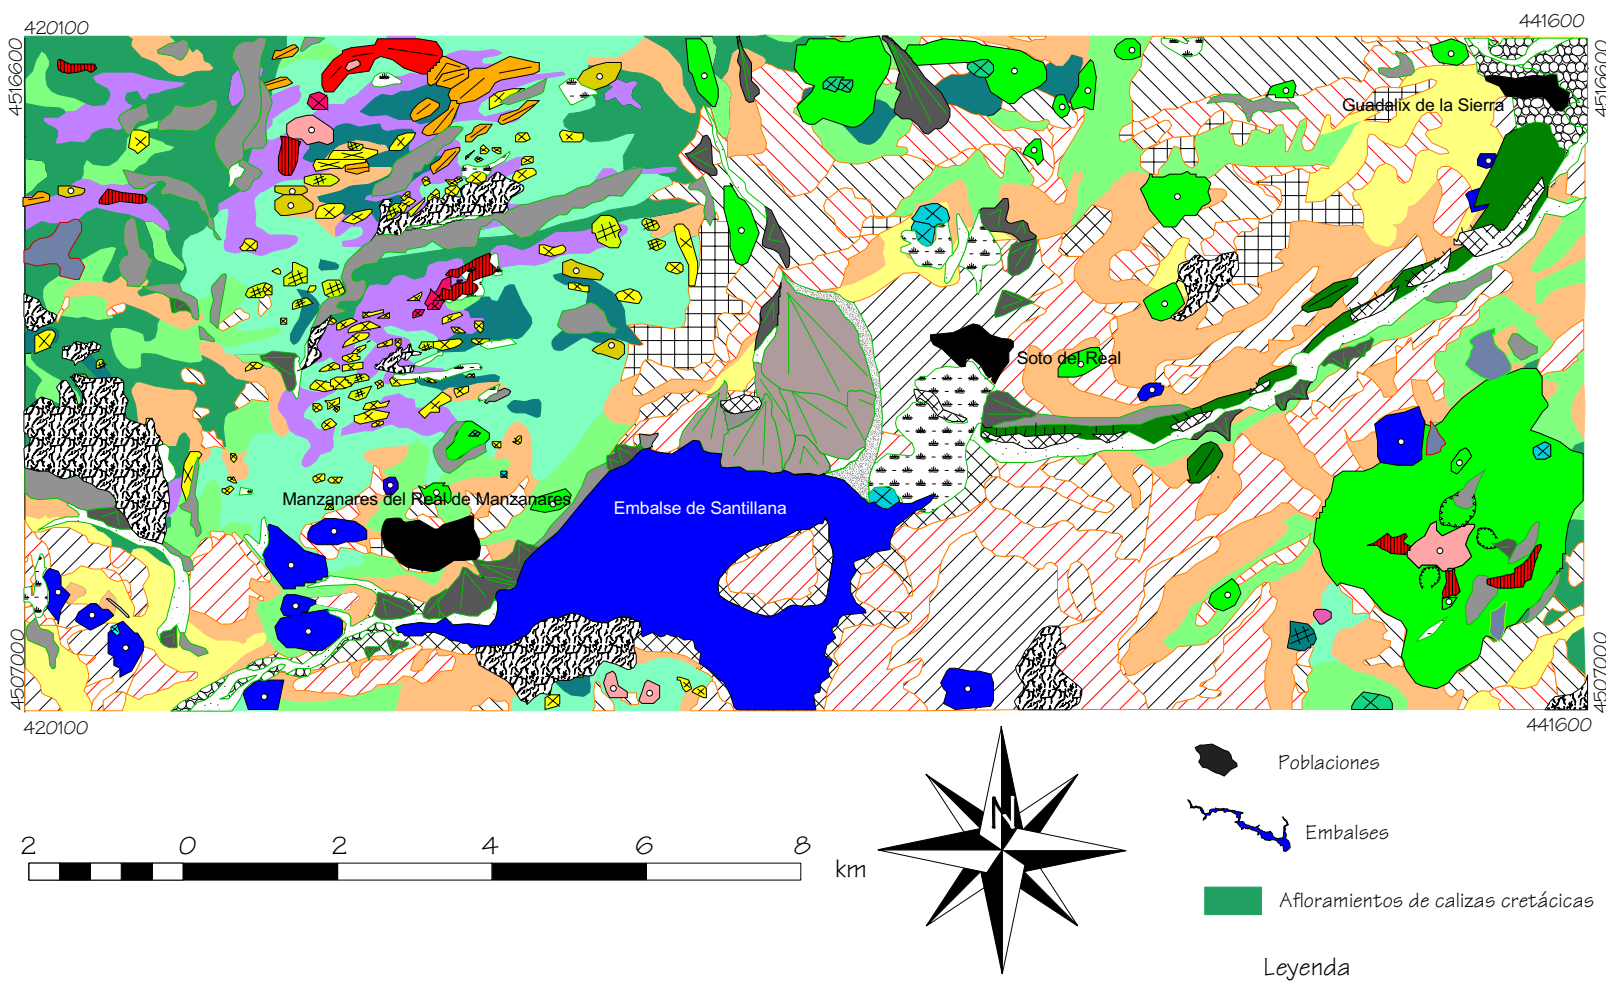 420100
441600
4516600
4516600
Guadalix de la Sierra
Soto del Real
Manzanares del Real de Manzanares
Embalse de Santillana
4507000
4507000
420100
441600
Poblaciones
N
Embalses
2 0 2 4 6 8
km
Afloramientos de calizas cretácicas
Leyenda